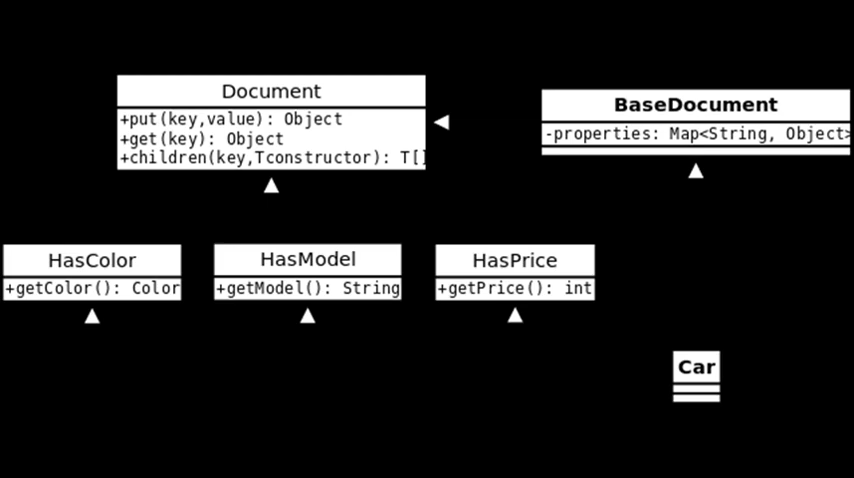 Document
+put(key,value): Object
+get(key): Object
+children(key,Tconstructor): T[]
BaseDocument
-properties: Map<String, Object>
HasColor
+getColor(): Color
HasModel
+getModel(): String
HasPrice
+getPrice(): int
Car